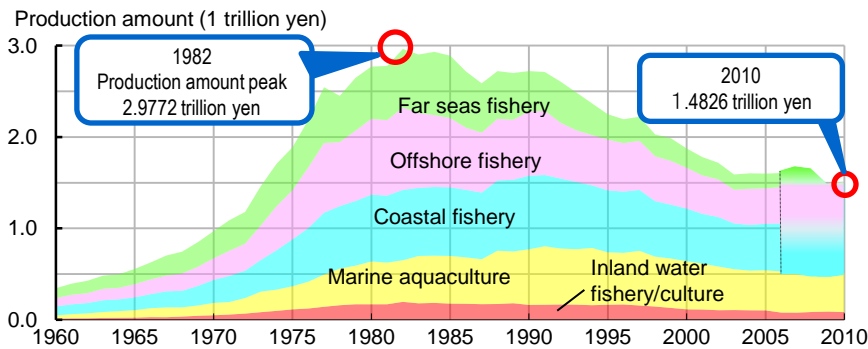 Production amount (1 trillion yen)
3.0
1982
Production amount peak
2.9772 trillion yen
2010
1.4826 trillion yen
Far seas fishery
2.0
Offshore fishery
Coastal fishery
1.0
Marine aquaculture
Inland water
fishery/culture
0.0
1960 1965 1970 1975 1980 1985 1990 1995 2000 2005 2010